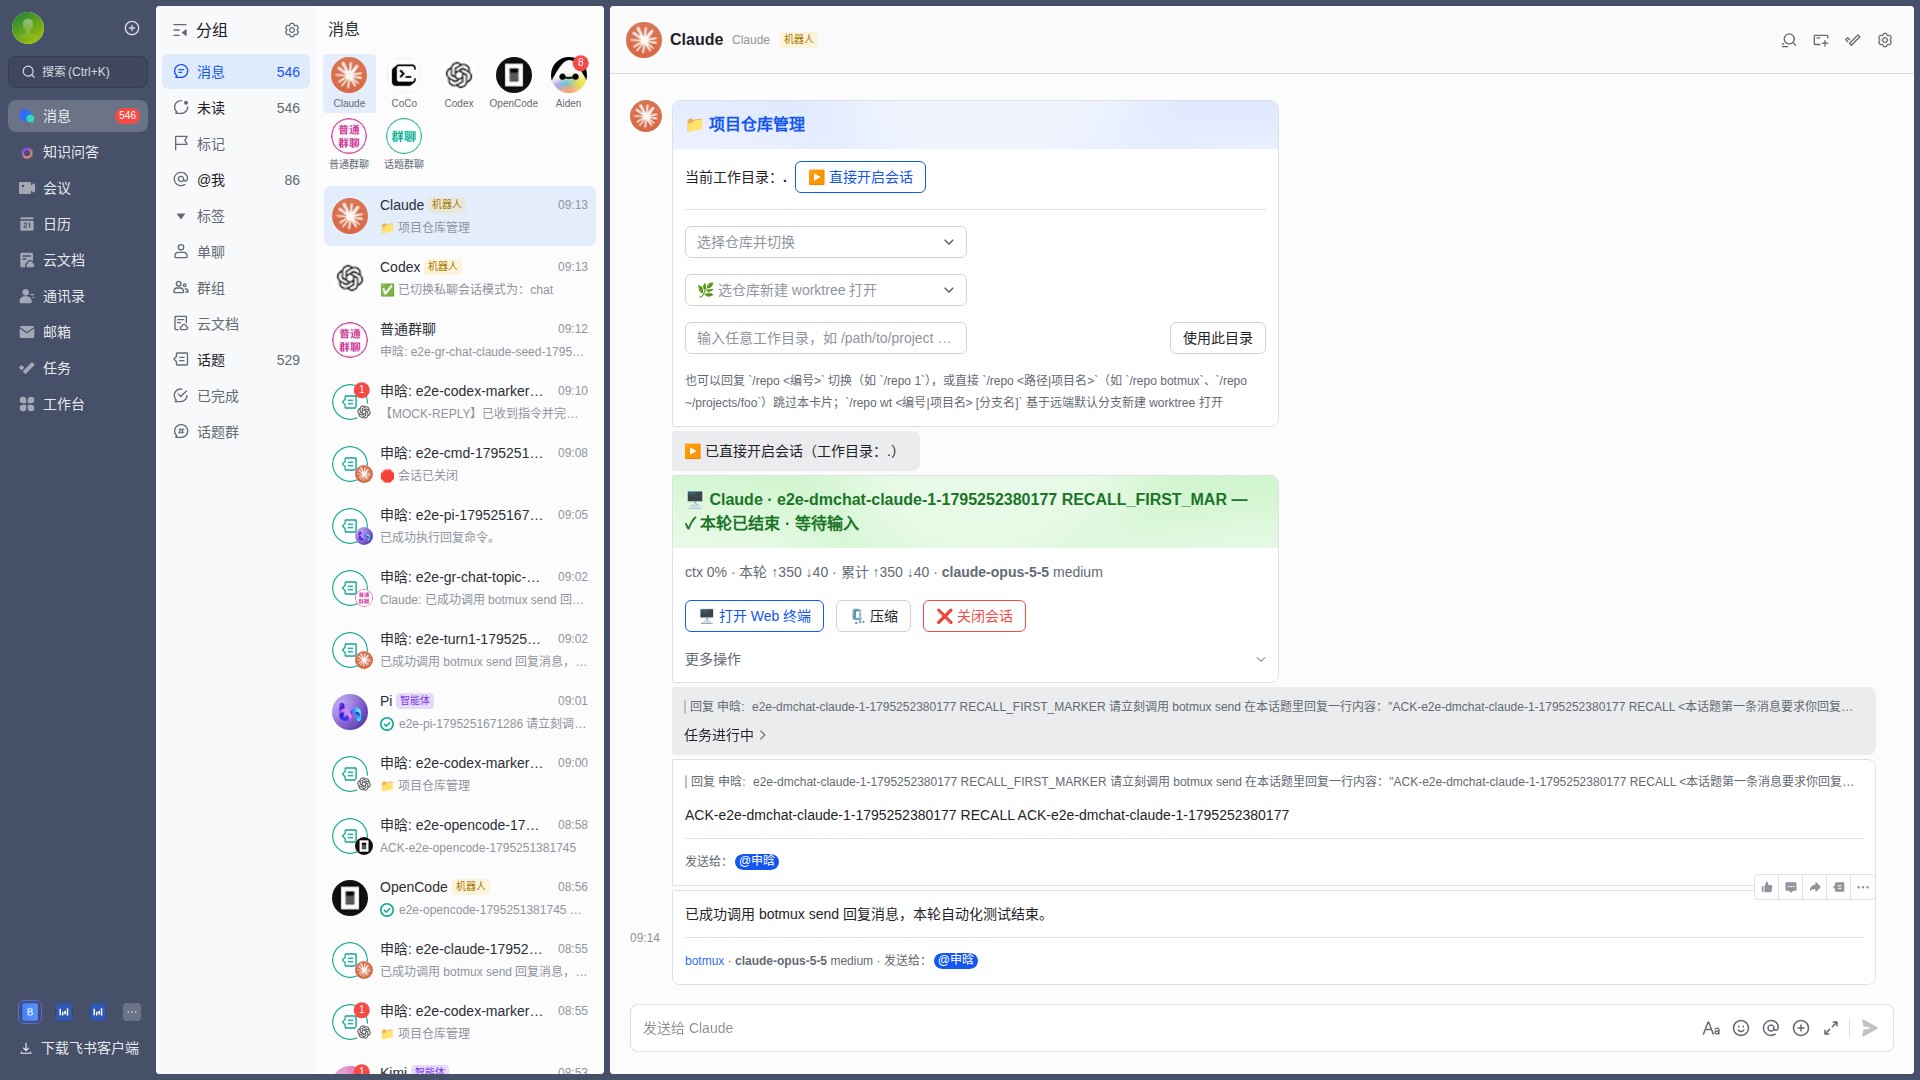 搜索 (Ctrl+K)
消息
546
知识问答
会议
日历
云文档
通讯录
邮箱
任务
工作台
下载飞书客户端
分组
消息 546
未读 546
标记
@我 86
标签
单聊
群组
云文档
话题 529
已完成
话题群
消息
Claude
CoCo
Codex
OpenCode
8
Aiden
普通群聊
普通群聊
群聊
话题群聊
Claude 机器人 09:13
📁 项目仓库管理
Codex 机器人 09:13
✅ 已切换私聊会话模式为：chat
普通群聊
普通群聊 09:12
申晗: e2e-gr-chat-claude-seed-1795…
1
申晗: e2e-codex-marker… 09:10
【MOCK-REPLY】已收到指令并完…
申晗: e2e-cmd-1795251… 09:08
会话已关闭
申晗: e2e-pi-179525167… 09:05
已成功执行回复命令。
申晗: e2e-gr-chat-topic-… 09:02
Claude: 已成功调用 botmux send 回…
申晗: e2e-turn1-179525… 09:02
已成功调用 botmux send 回复消息，…
Pi 智能体 09:01
e2e-pi-1795251671286 请立刻调…
申晗: e2e-codex-marker… 09:00
📁 项目仓库管理
申晗: e2e-opencode-17… 08:58
ACK-e2e-opencode-1795251381745
OpenCode 机器人 08:56
e2e-opencode-1795251381745 …
申晗: e2e-claude-17952… 08:55
已成功调用 botmux send 回复消息，…
1
申晗: e2e-codex-marker… 08:55
📁 项目仓库管理
1
Kimi 智能体 08:53
Claude Claude 机器人
📁 项目仓库管理
当前工作目录：. ▶️ 直接开启会话
选择仓库并切换
🌿 选仓库新建 worktree 打开
输入任意工作目录，如 /path/to/project … 使用此目录
也可以回复 `/repo <编号>` 切换（如 `/repo 1`），或直接 `/repo <路径|项目名>`（如 `/repo botmux`、`/repo
~/projects/foo`）跳过本卡片；`/repo wt <编号|项目名> [分支名]` 基于远端默认分支新建 worktree 打开
▶️ 已直接开启会话（工作目录：.）
🖥️ Claude · e2e-dmchat-claude-1-1795252380177 RECALL_FIRST_MAR —
✓ 本轮已结束 · 等待输入
ctx 0% · 本轮 ↑350 ↓40 · 累计 ↑350 ↓40 · claude-opus-5-5 medium
🖥️ 打开 Web 终端 🗜️ 压缩 ❌ 关闭会话
更多操作
回复 申晗: e2e-dmchat-claude-1-1795252380177 RECALL_FIRST_MARKER 请立刻调用 botmux send 在本话题里回复一行内容："ACK-e2e-dmchat-claude-1-1795252380177 RECALL <本话题第一条消息要求你回复…
任务进行中
回复 申晗: e2e-dmchat-claude-1-1795252380177 RECALL_FIRST_MARKER 请立刻调用 botmux send 在本话题里回复一行内容："ACK-e2e-dmchat-claude-1-1795252380177 RECALL <本话题第一条消息要求你回复…
ACK-e2e-dmchat-claude-1-1795252380177 RECALL ACK-e2e-dmchat-claude-1-1795252380177
发送给：@申晗
已成功调用 botmux send 回复消息，本轮自动化测试结束。
09:14
botmux · claude-opus-5-5 medium · 发送给：@申晗
发送给 Claude